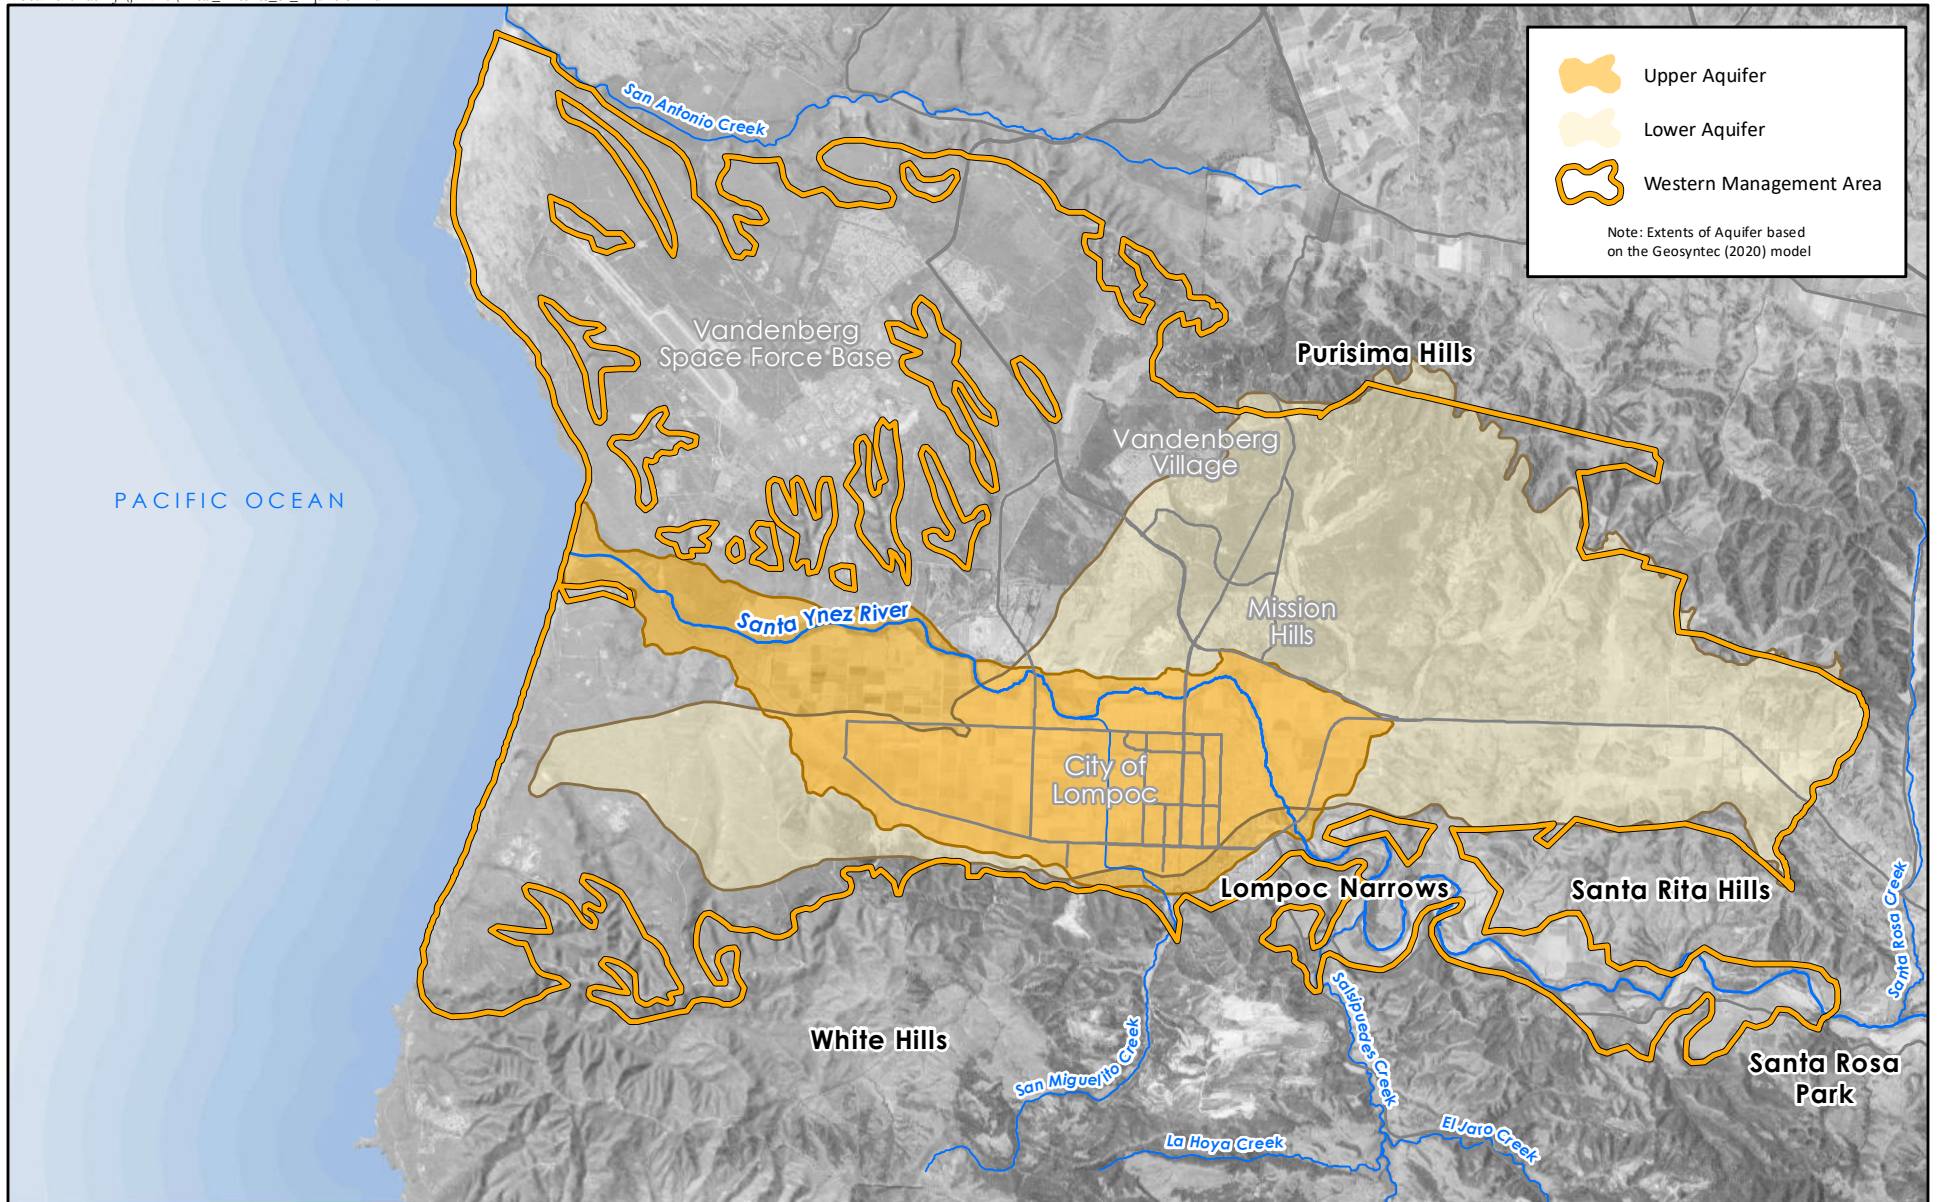 San Antonio Creek
Upper Aquifer
Lower Aquifer
Western Management Area
Note: Extents of Aquifer based
on the Geosyntec (2020) model
Vandenberg
Space Force Base
Purisima Hills
Vandenberg
Village
PACIFIC OCEAN
Santa Ynez River
Mission
Hills
City of
Lompoc
Lompoc Narrows
Santa Rita Hills
Santa Rosa Creek
White Hills
San Miguelito Creek
Salsipuedes Creek
Santa Rosa
Park
La Hoya Creek
El Jaro Creek